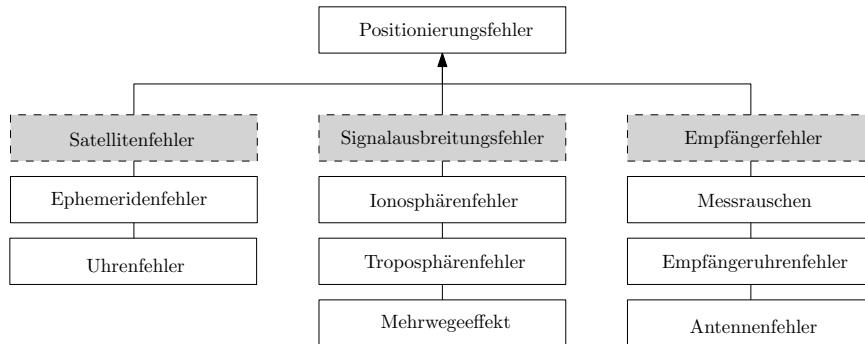 Positionierungsfehler
Satellitenfehler
Signalausbreitungsfehler
Empfängerfehler
Ephemeridenfehler
Ionosphärenfehler
Messrauschen
Uhrenfehler
Troposphärenfehler
Empfängeruhrenfehler
Mehrwegeeffekt
Antennenfehler